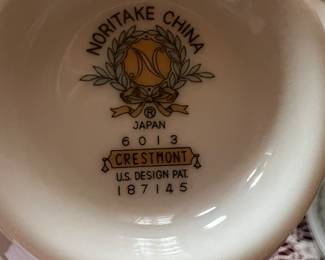 NORITAKE CHINA
N
®
JAPAN
6013
CRESTMONT
U.S. DESIGN PAT.
187145